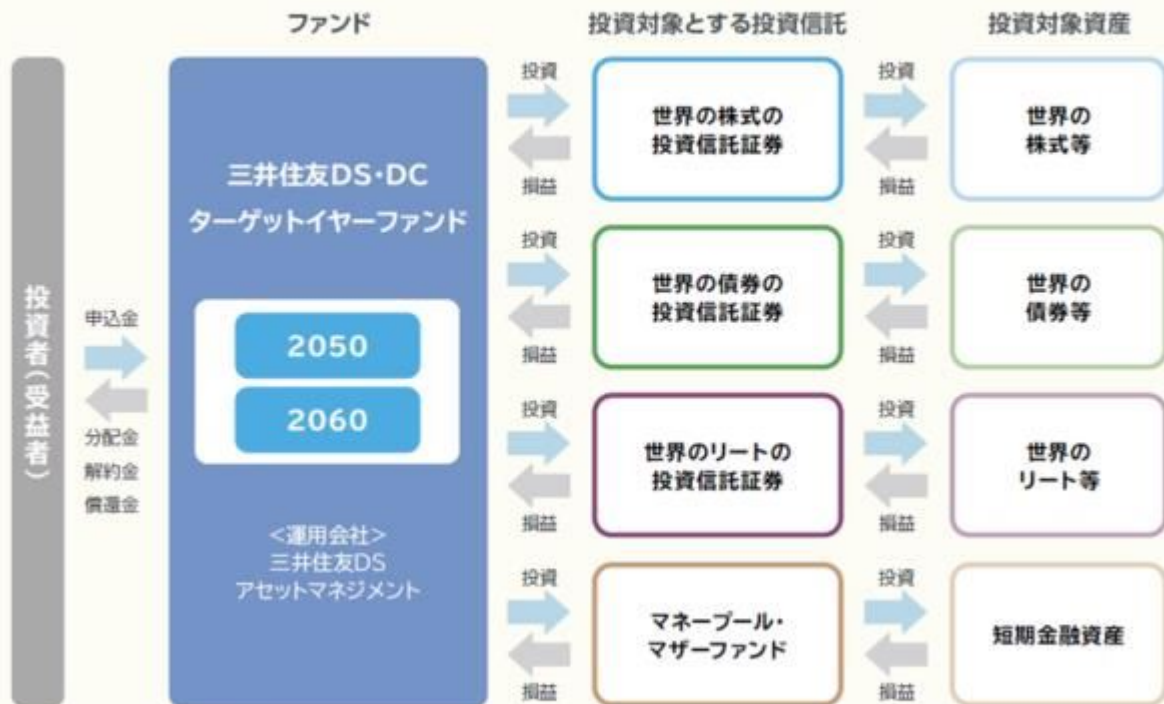 ファンド
投資対象とする投資信託
投資対象資産
投資者(受益者)
申込金
分配金
解約金
償還金
三井住友DS・DC
ターゲットイヤーファンド
2050
2060
<運用会社>
三井住友DS
アセットマネジメント
投資
損益
世界の株式の
投資信託証券
投資
損益
世界の
株式等
投資
損益
世界の債券の
投資信託証券
投資
損益
世界の
債券等
投資
損益
世界のリートの
投資信託証券
投資
損益
世界の
リート等
投資
損益
マネープール・
マザーファンド
投資
損益
短期金融資産